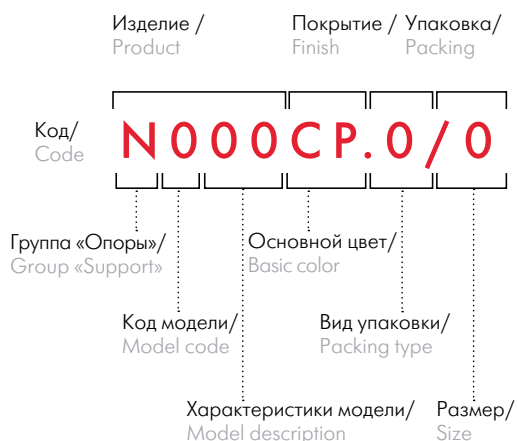 Изделие / Покрытие / Упаковка/
Product Finish Packing
Код/
Code
N000CP.0/0
Группа «Опоры»/ Основной цвет/
Group «Support» Basic color
Код модели/ Вид упаковки/
Model code Packing type
Характеристики модели/ Размер/
Model description Size